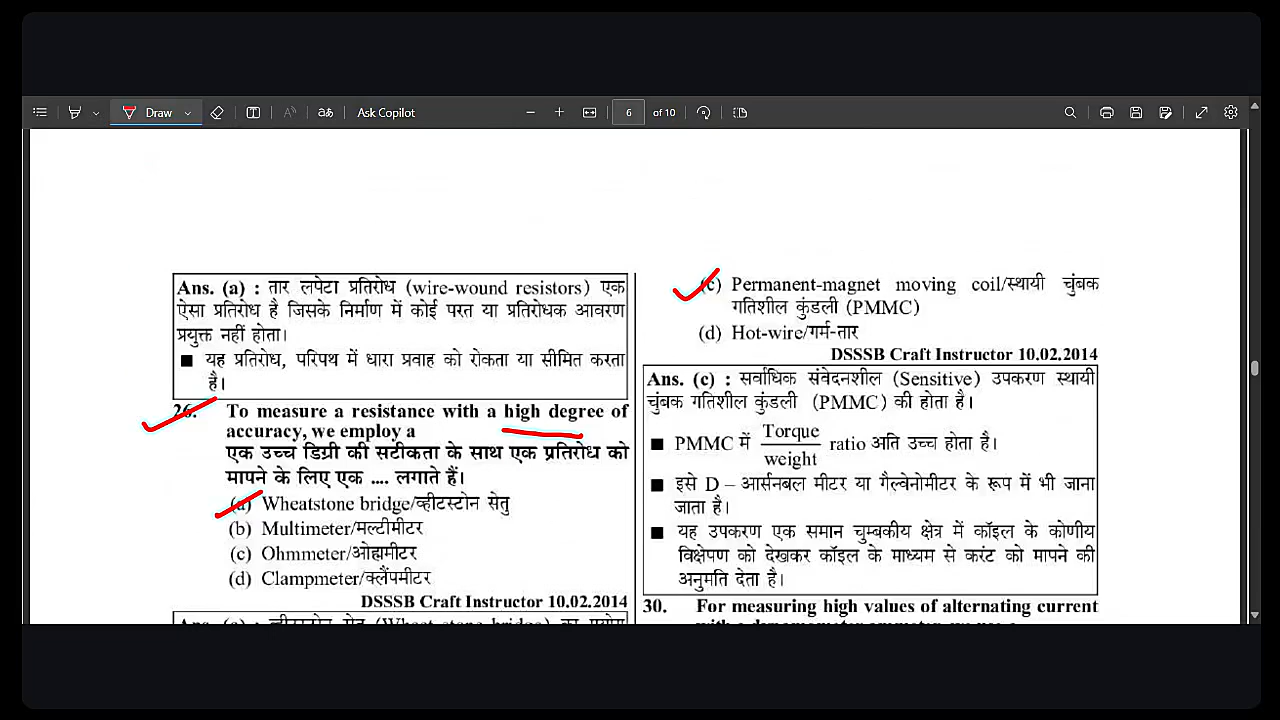 Draw
Ask Copilot
6 of 10
Ans. (a) : तार लपेटा प्रतिरोध (wire-wound resistors) एक
ऐसा प्रतिरोध है जिसके निर्माण में कोई परत या प्रतिरोधक आवरण
प्रयुक्त नहीं होता।
■ यह प्रतिरोध, परिपथ में धारा प्रवाह को रोकता या सीमित करता
है।
26. To measure a resistance with a high degree of
accuracy, we employ a
एक उच्च डिग्री की सटीकता के साथ एक प्रतिरोध को
मापने के लिए एक .... लगाते हैं।
(a) Wheatstone bridge/व्हीटस्टोन सेतु
(b) Multimeter/मल्टीमीटर
(c) Ohmmeter/ओह्ममीटर
(d) Clampmeter/क्लैंपमीटर
DSSSB Craft Instructor 10.02.2014
(c) Permanent-magnet moving coil/स्थायी चुंबक
गतिशील कुंडली (PMMC)
(d) Hot-wire/गर्म-तार
DSSSB Craft Instructor 10.02.2014
Ans. (c) : सर्वाधिक संवेदनशील (Sensitive) उपकरण स्थायी
चुंबक गतिशील कुंडली (PMMC) की होता है।
■ PMMC में Torque/weight ratio अति उच्च होता है।
■ इसे D – आर्सनबल मीटर या गैल्वेनोमीटर के रूप में भी जाना
जाता है।
■ यह उपकरण एक समान चुम्बकीय क्षेत्र में कॉइल के कोणीय
विक्षेपण को देखकर कॉइल के माध्यम से करंट को मापने की
अनुमति देता है।
30. For measuring high values of alternating current